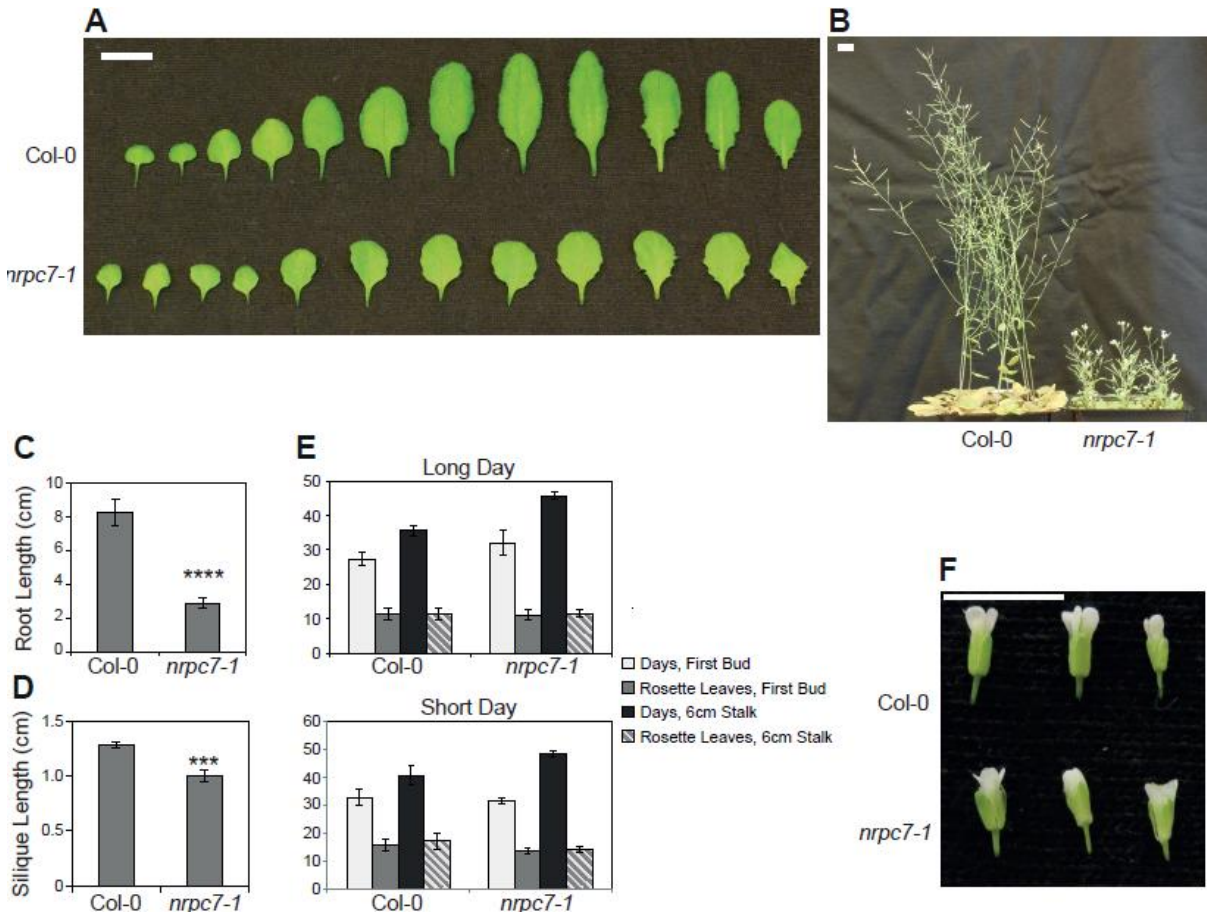 A
Col-0
nrpc7-1
B
Col-0 nrpc7-1
C
Root Length (cm)
10
8
6
4
2
0
****
Col-0 nrpc7-1
D
Silique Length (cm)
1.5
1.0
0.5
0
***
Col-0 nrpc7-1
E
Long Day
50
40
30
20
10
0
Col-0 nrpc7-1
Days, First Bud
Rosette Leaves, First Bud
Days, 6cm Stalk
Rosette Leaves, 6cm Stalk
Short Day
60
50
40
30
20
10
0
Col-0 nrpc7-1
F
Col-0
nrpc7-1